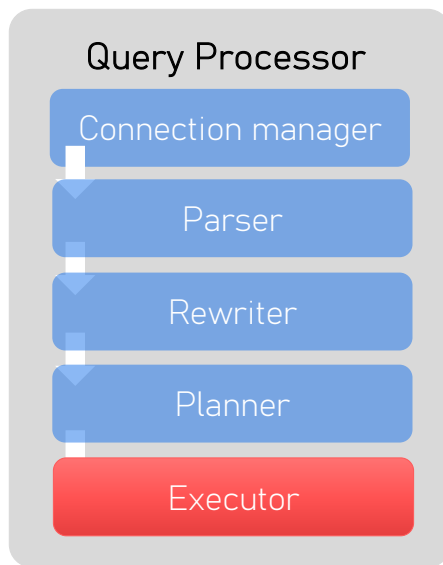 Query Processor
Connection manager
Parser
Rewriter
Planner
Executor